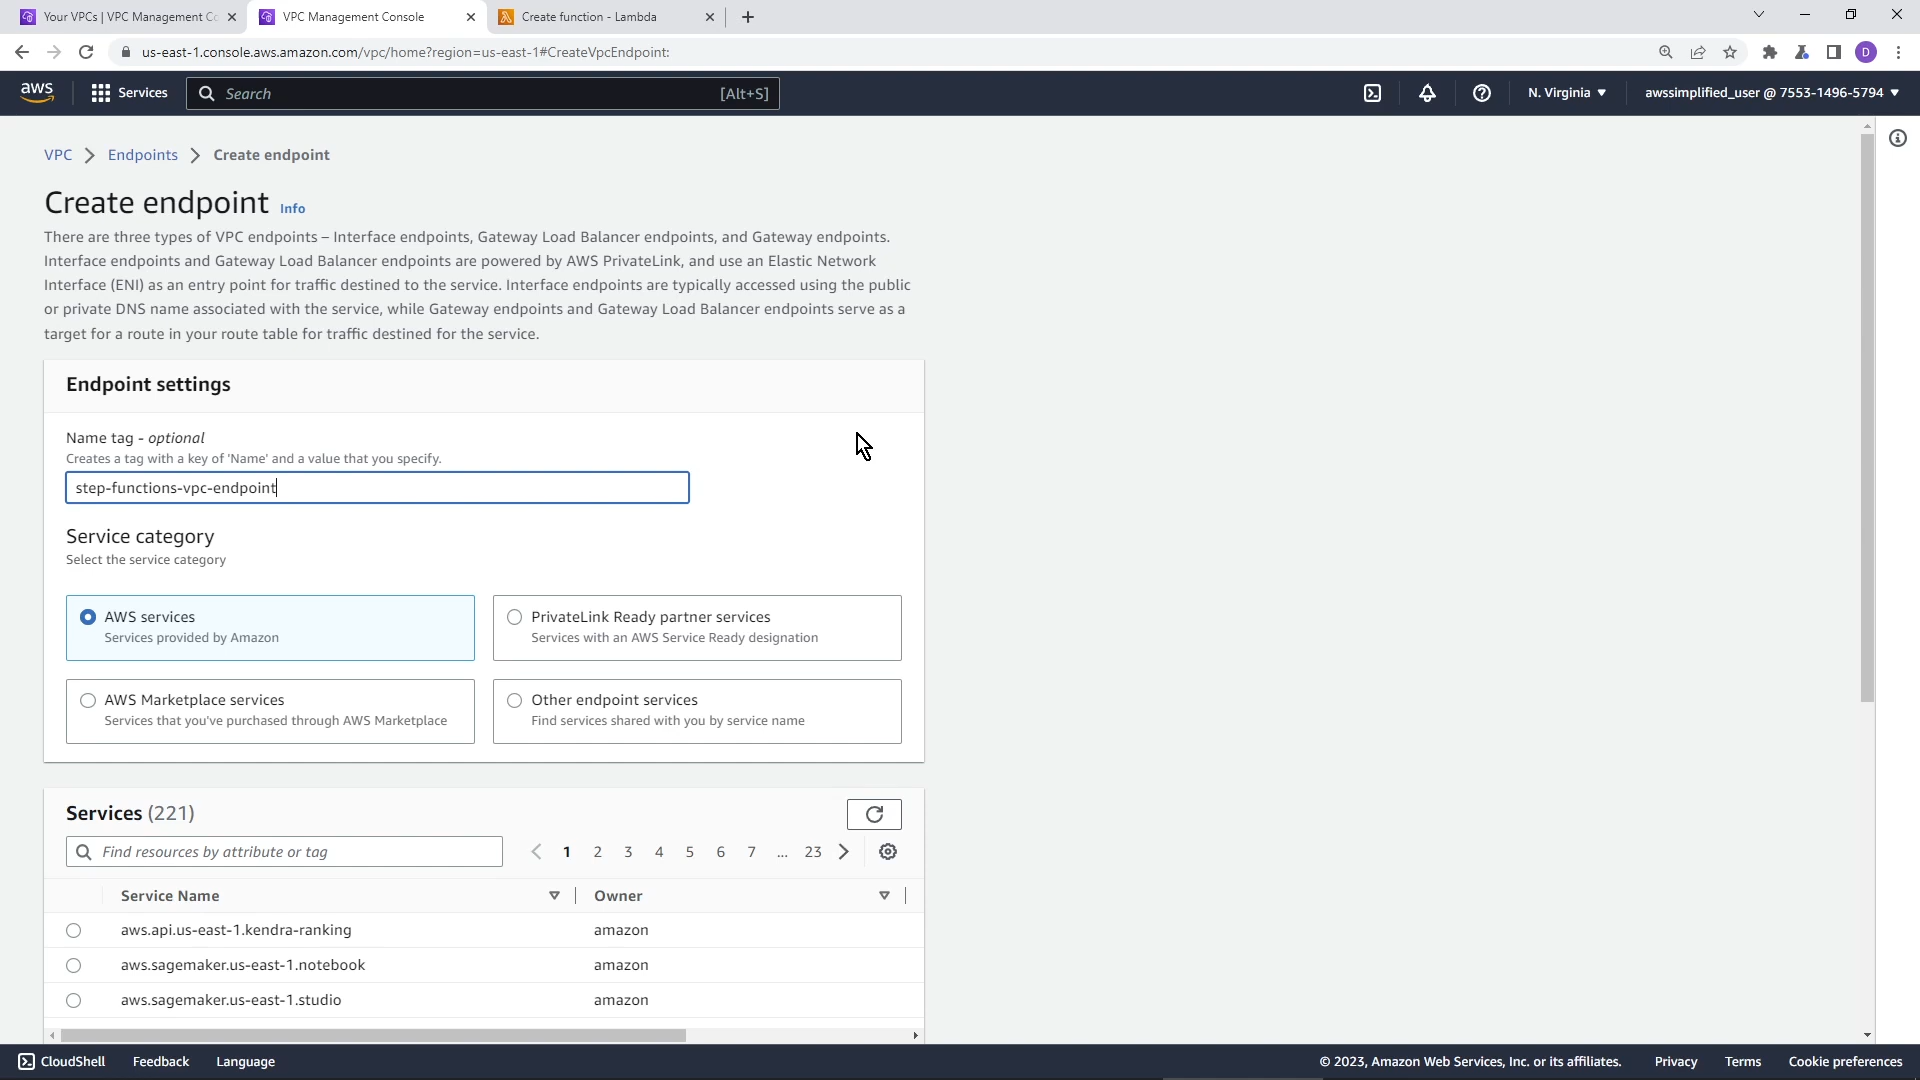 Your VPCs | VPC Management Co
VPC Management Console
Create function - Lambda
us-east-1.console.aws.amazon.com/vpc/home?region=us-east-1#CreateVpcEndpoint:
D
aws
Services
Search
[Alt+S]
N. Virginia
awssimplified_user @ 7553-1496-5794
VPC
Endpoints
Create endpoint
Create endpoint Info
There are three types of VPC endpoints – Interface endpoints, Gateway Load Balancer endpoints, and Gateway endpoints.
Interface endpoints and Gateway Load Balancer endpoints are powered by AWS PrivateLink, and use an Elastic Network
Interface (ENI) as an entry point for traffic destined to the service. Interface endpoints are typically accessed using the public
or private DNS name associated with the service, while Gateway endpoints and Gateway Load Balancer endpoints serve as a
target for a route in your route table for traffic destined for the service.
Endpoint settings
Name tag - optional
Creates a tag with a key of 'Name' and a value that you specify.
step-functions-vpc-endpoint
Service category
Select the service category
AWS services
Services provided by Amazon
PrivateLink Ready partner services
Services with an AWS Service Ready designation
AWS Marketplace services
Services that you've purchased through AWS Marketplace
Other endpoint services
Find services shared with you by service name
Services (221)
Find resources by attribute or tag
1 2 3 4 5 6 7 ... 23
Service Name
Owner
aws.api.us-east-1.kendra-ranking amazon
aws.sagemaker.us-east-1.notebook amazon
aws.sagemaker.us-east-1.studio amazon
CloudShell
Feedback
Language
© 2023, Amazon Web Services, Inc. or its affiliates.
Privacy
Terms
Cookie preferences